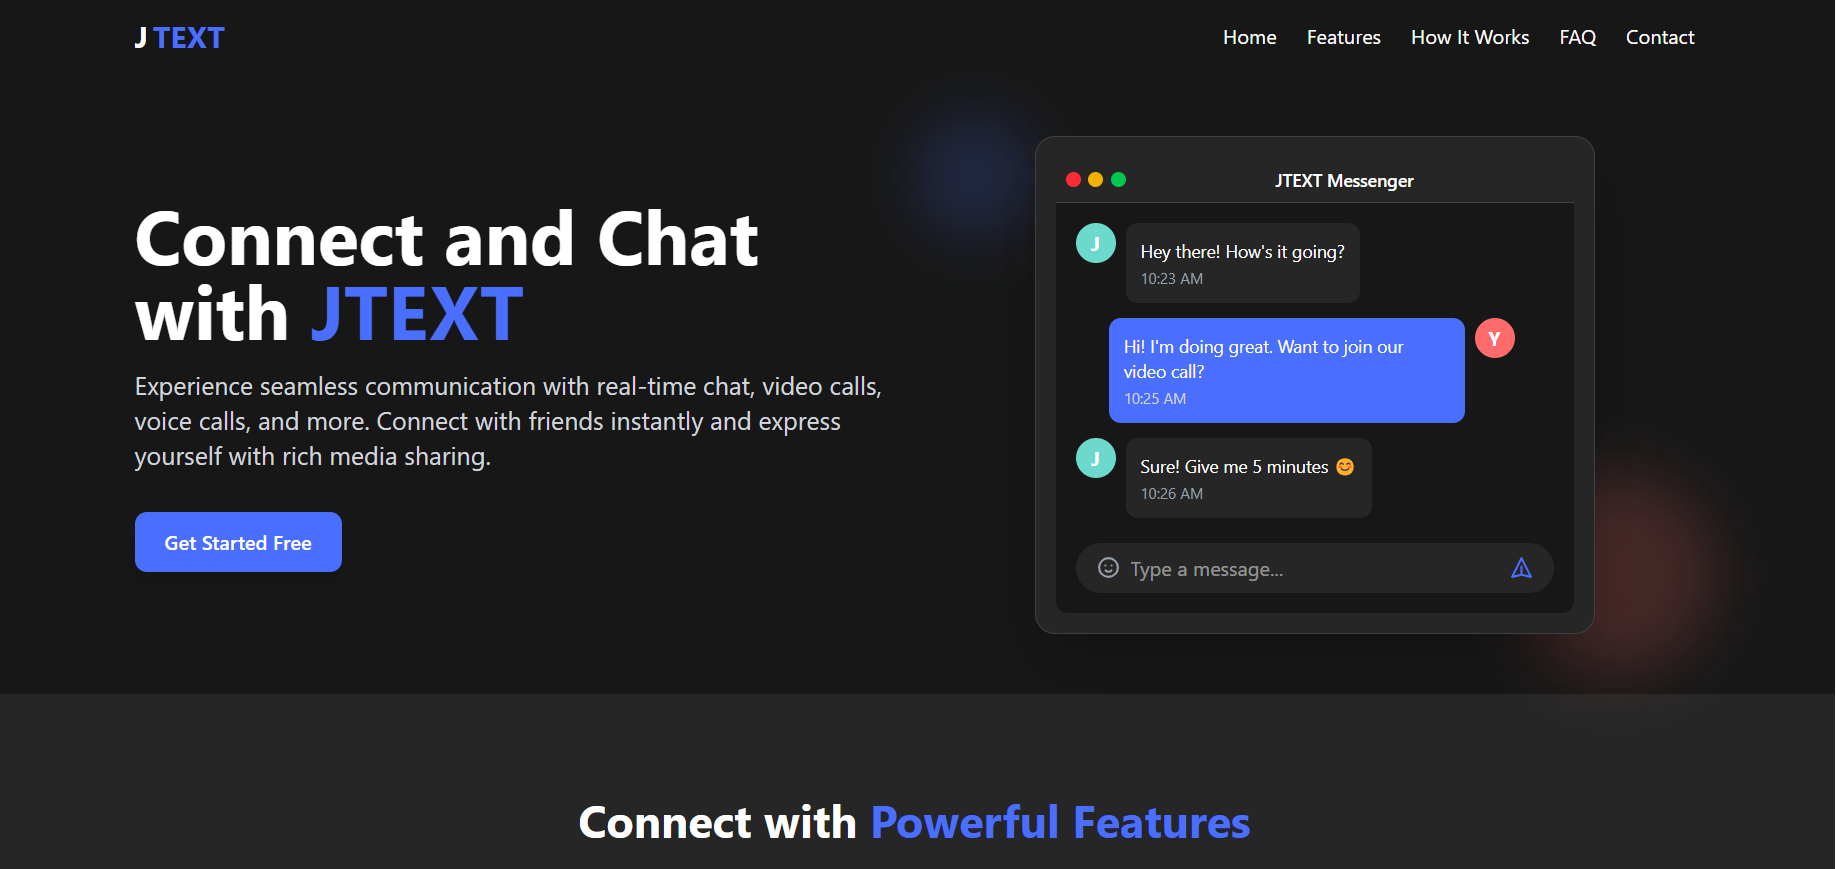 J TEXT
Home Features How It Works FAQ Contact
Connect and Chat
with JTEXT
Experience seamless communication with real-time chat, video calls,
voice calls, and more. Connect with friends instantly and express
yourself with rich media sharing.
Get Started Free
JTEXT Messenger
J
Hey there! How's it going?
10:23 AM
Hi! I'm doing great. Want to join our
video call?
10:25 AM
Y
J
Sure! Give me 5 minutes 😊
10:26 AM
Type a message...
Connect with Powerful Features